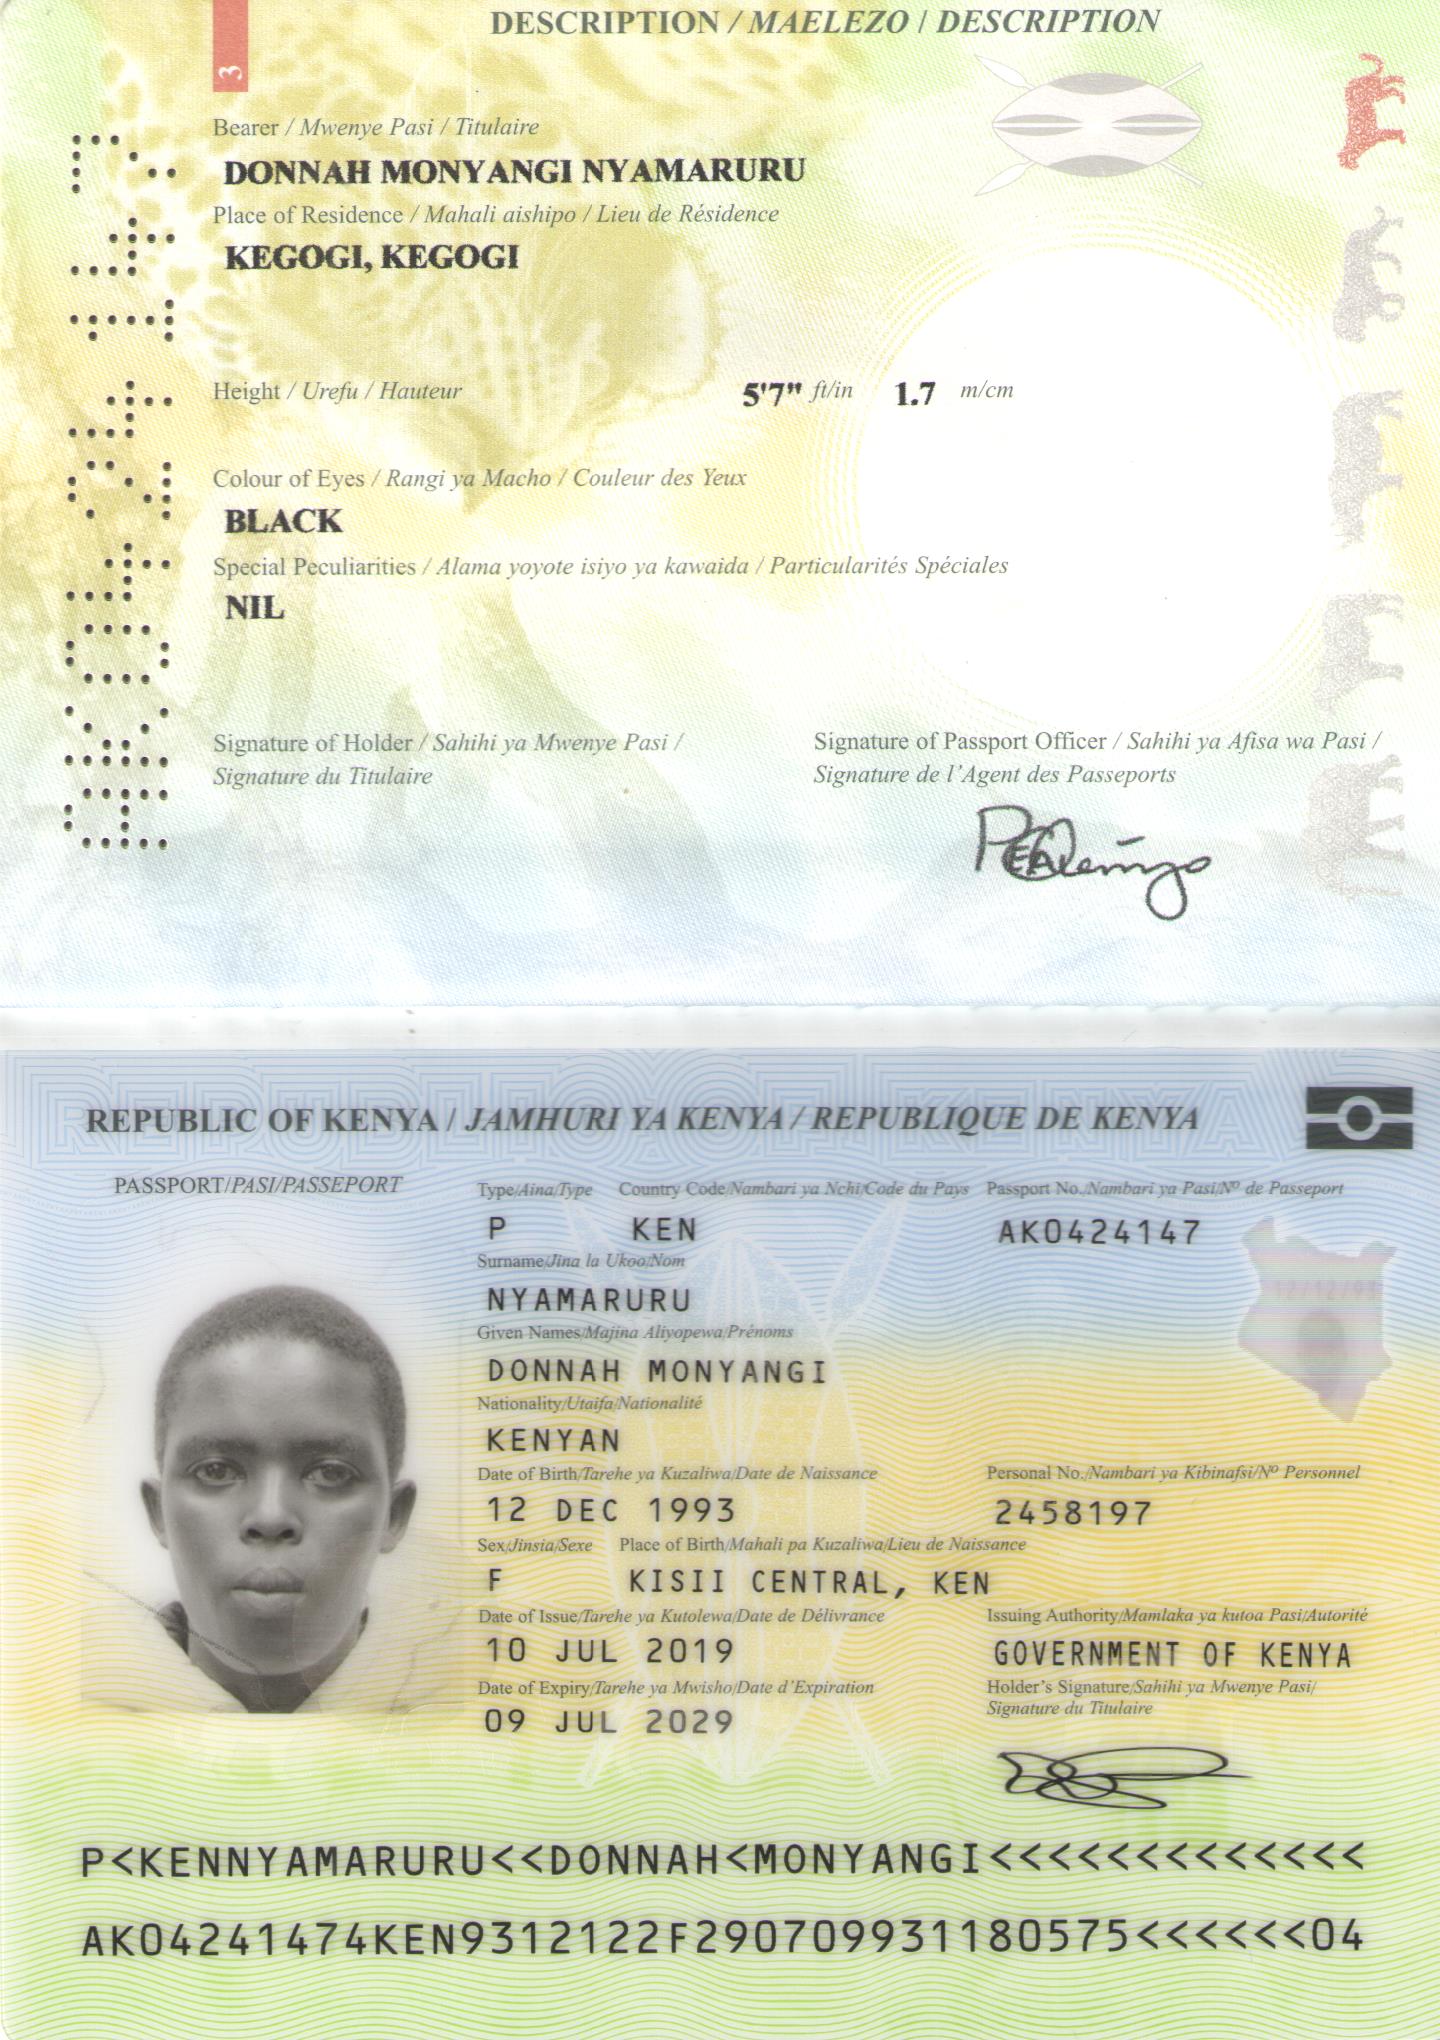 DESCRIPTION / MAELEZO / DESCRIPTION
3
Bearer / Mwenye Pasi / Titulaire
DONNAH MONYANGI NYAMARURU
Place of Residence / Mahali aishipo / Lieu de Résidence
KEGOGI, KEGOGI
Height / Urefu / Hauteur 5'7" ft/in 1.7 m/cm
Colour of Eyes / Rangi ya Macho / Couleur des Yeux
BLACK
Special Peculiarities / Alama yoyote isiyo ya kawaida / Particularités Spéciales
NIL
Signature of Holder / Sahihi ya Mwenye Pasi /
Signature du Titulaire
Signature of Passport Officer / Sahihi ya Afisa wa Pasi /
Signature de l'Agent des Passeports
AK0424147
REPUBLIC OF KENYA / JAMHURI YA KENYA / REPUBLIQUE DE KENYA
PASSPORT/PASI/PASSEPORT
Type/Aina/Type Country Code/Nambari ya Nchi/Code du Pays Passport No./Nambari ya Pasi/Nº de Passeport
P KEN AK0424147
Surname/Jina la Ukoo/Nom
NYAMARURU
12/12/93
Given Names/Majina Aliyopewa/Prénoms
DONNAH MONYANGI
Nationality/Utaifa/Nationalité
KENYAN
Date of Birth/Tarehe ya Kuzaliwa/Date de Naissance Personal No./Nambari ya Kibinafsi/Nº Personnel
12 DEC 1993 2458197
Sex/Jinsia/Sexe Place of Birth/Mahali pa Kuzaliwa/Lieu de Naissance
F KISII CENTRAL, KEN
Date of Issue/Tarehe ya Kutolewa/Date de Délivrance Issuing Authority/Mamlaka ya kutoa Pasi/Autorité
10 JUL 2019 GOVERNMENT OF KENYA
Date of Expiry/Tarehe ya Mwisho/Date d'Expiration Holder's Signature/Sahihi ya Mwenye Pasi/
Signature du Titulaire
09 JUL 2029
P<KENNYAMARURU<<DONNAH<MONYANGI<<<<<<<<<<<<<
AK04241474KEN9312122F290709931180575<<<<<<04